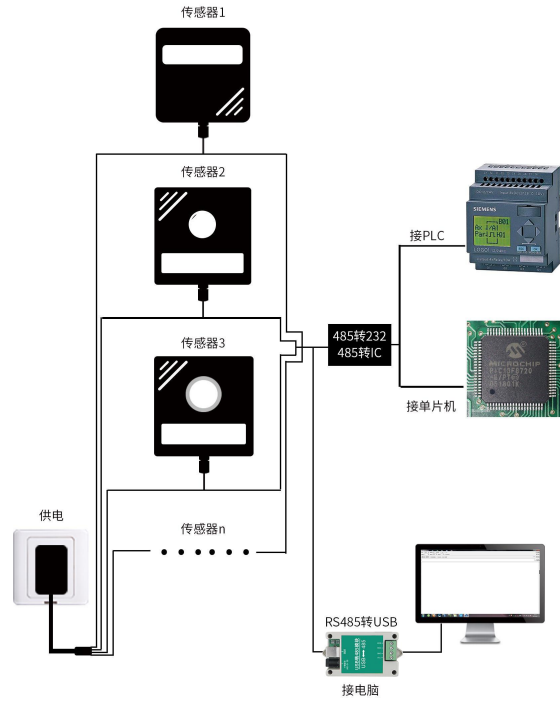 传感器1
传感器2
SIEMENS
接PLC
传感器3
485转232
485转IC
MICROCHIP
接单片机
供电
传感器n
RS485转USB
接电脑